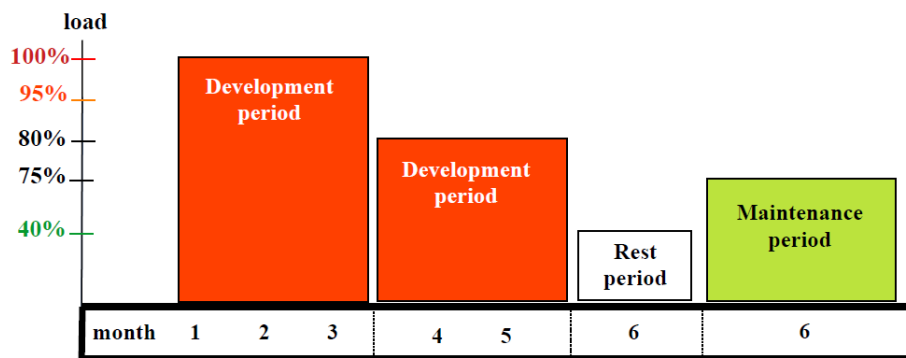 load
100%
95%
80%
75%
40%
Development
period
Development
period
Rest
period
Maintenance
period
month 1 2 3 4 5 6 6